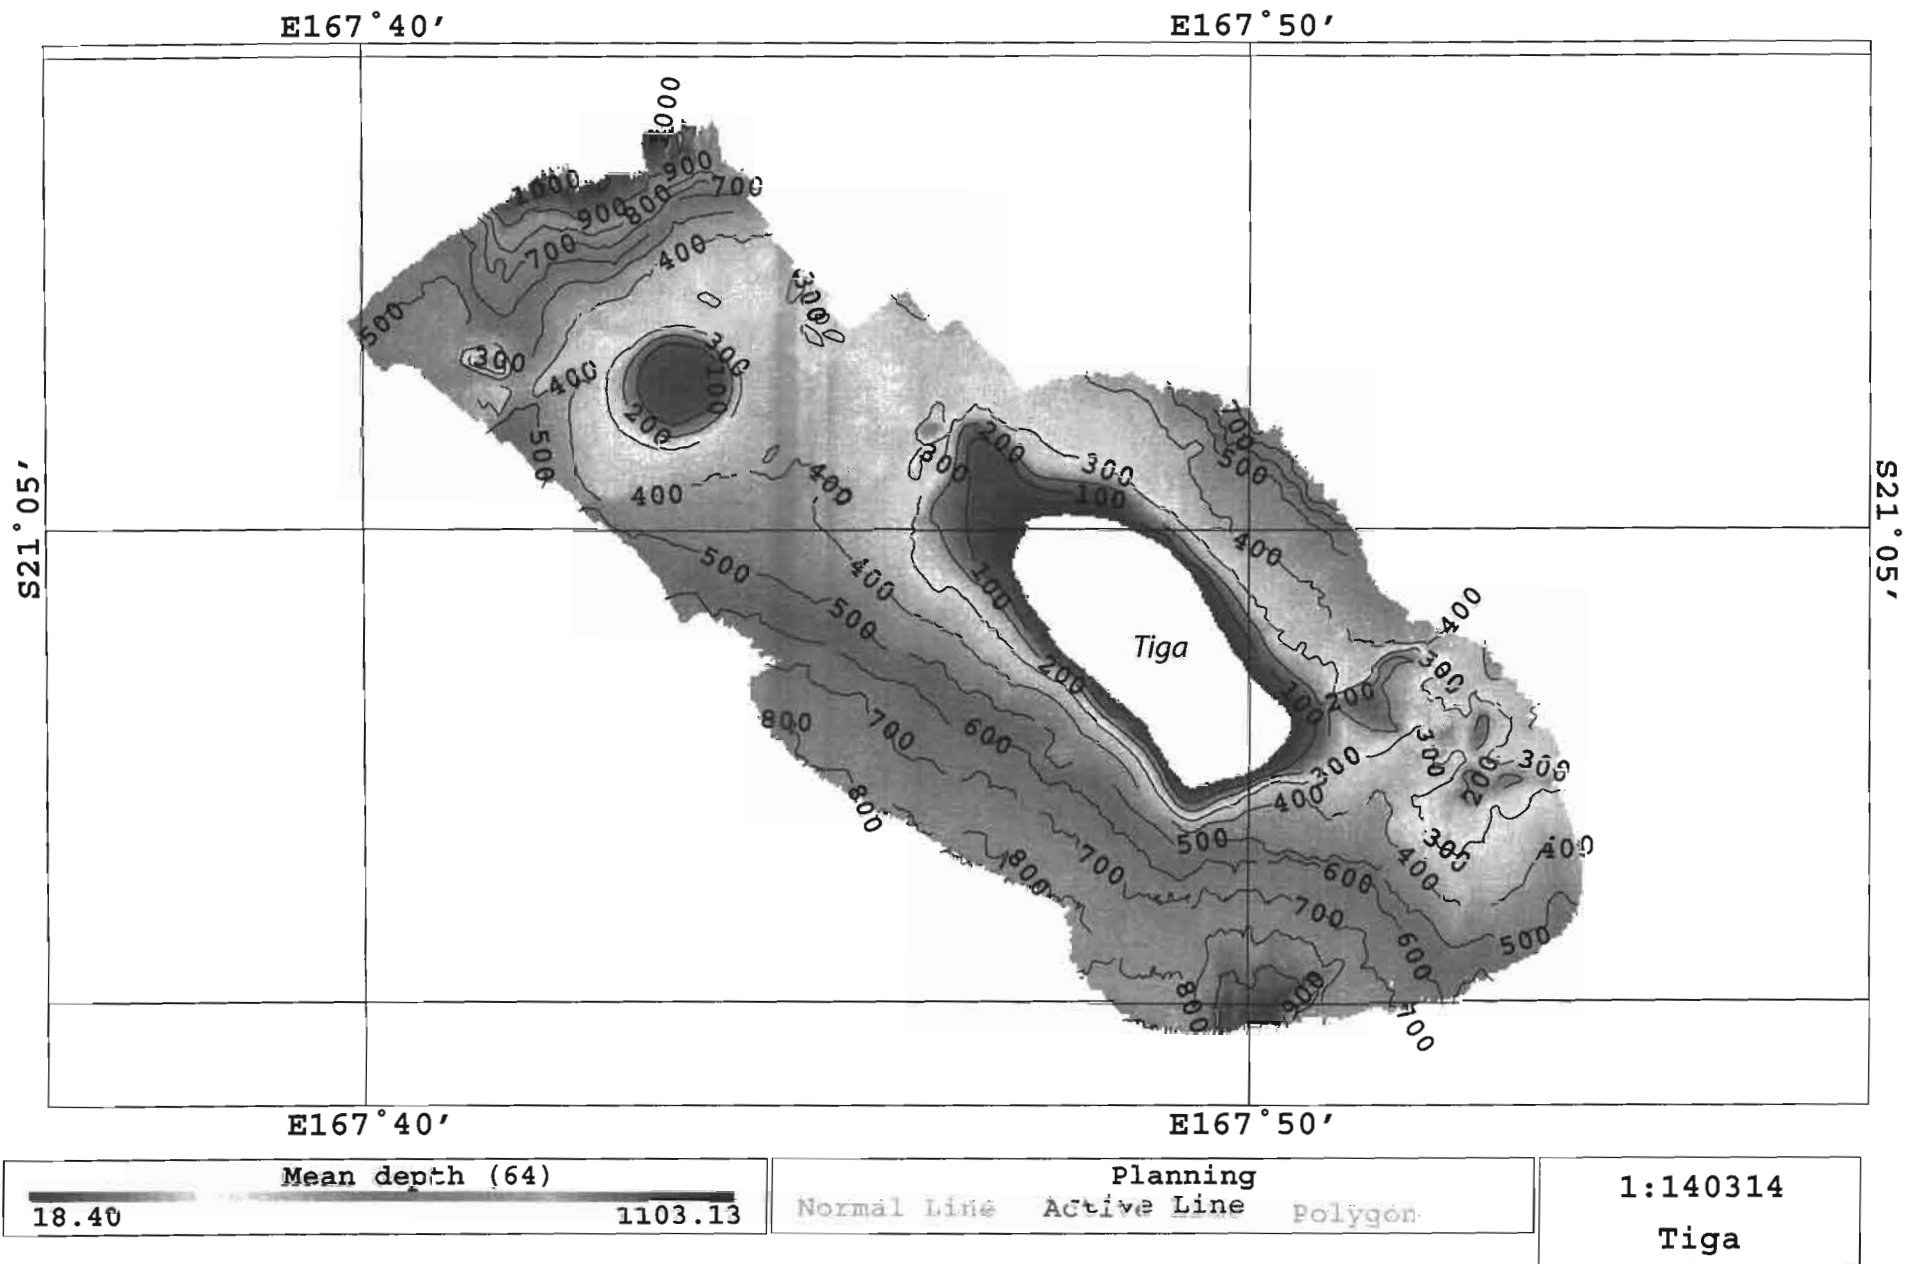 E167°40′ E167°50′
000
900
1000 700
800
900
700 400
300
500
300 300
400 100
200 700
200
500 300 300 500
400 400 100
S21°05′ S21°05′
500 400 400
100
500 400
Tiga 300
200 100 200
800 700 600 300 300
300
200
400
800 500 300 400
800 700 600 400
700
500
600
800 900
700
E167°40′ E167°50′
Mean depth (64) Planning 1:140314
Normal Line Active Line Polygon
18.40 1103.13
Tiga